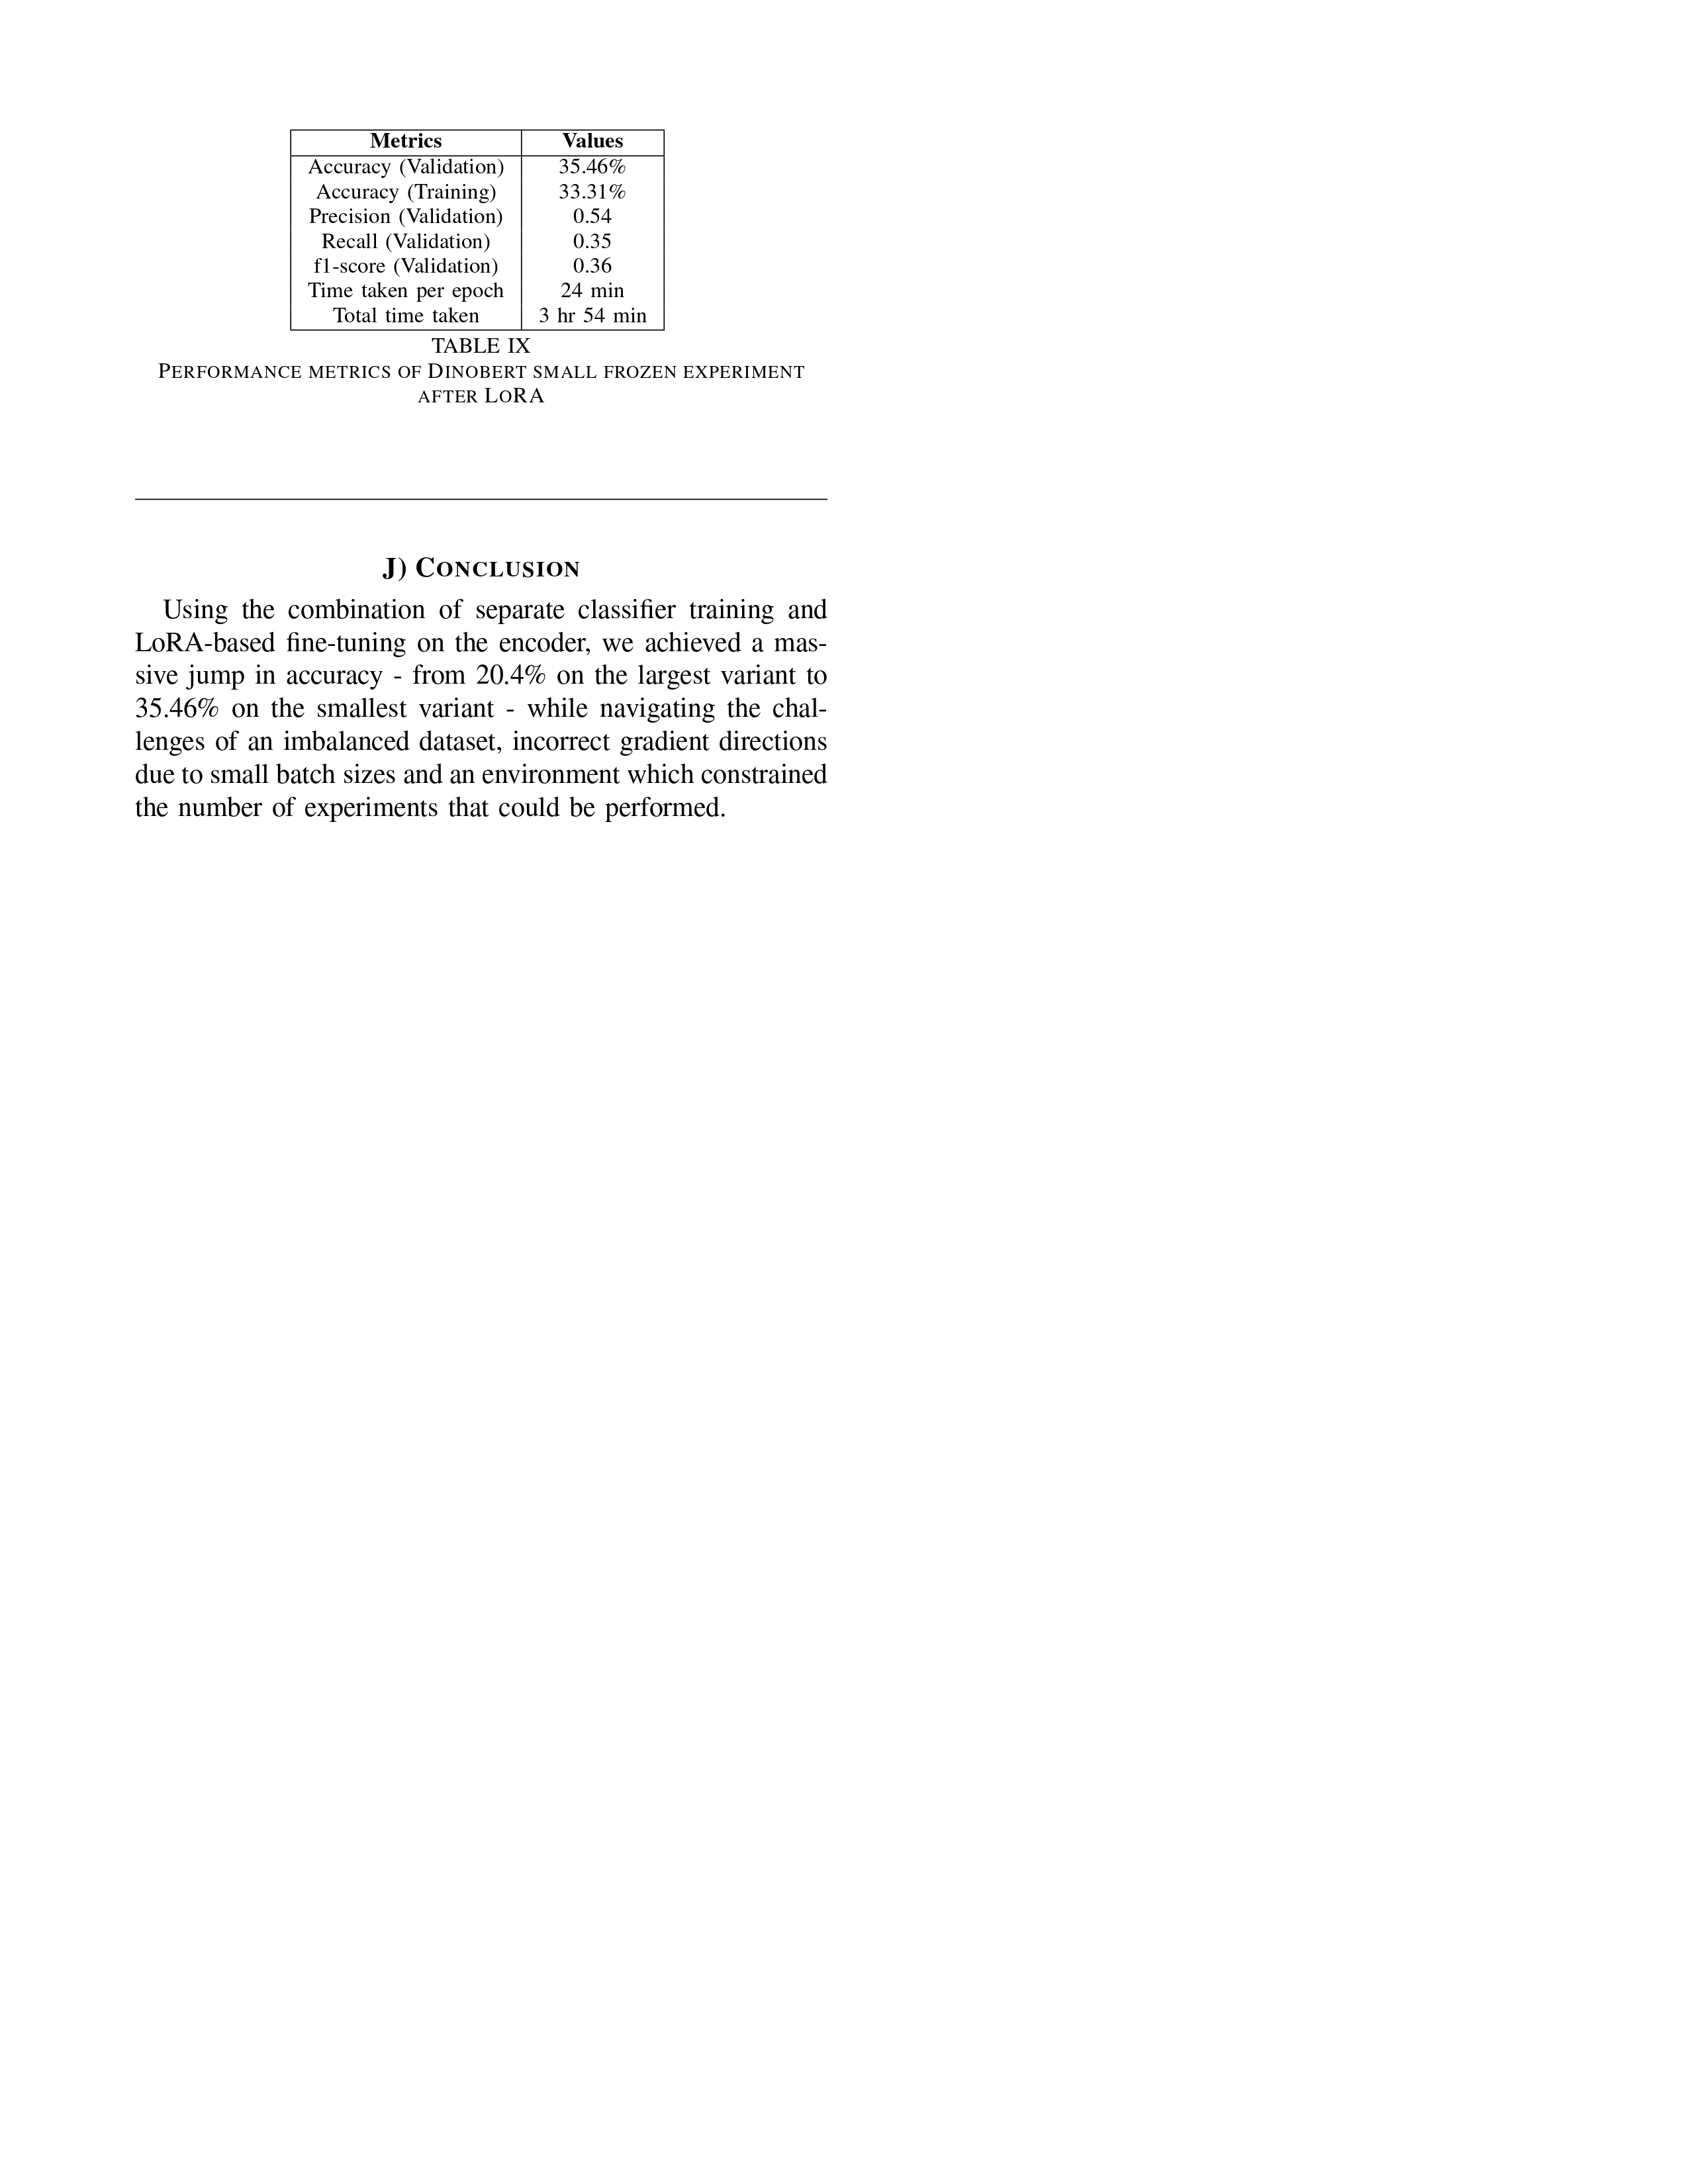 Metrics Values
Accuracy (Validation) 35.46%
Accuracy (Training) 33.31%
Precision (Validation) 0.54
Recall (Validation) 0.35
f1-score (Validation) 0.36
Time taken per epoch 24 min
Total time taken 3 hr 54 min
TABLE IX
PERFORMANCE METRICS OF DINOBERT SMALL FROZEN EXPERIMENT
AFTER LORA
J) CONCLUSION
Using the combination of separate classifier training and
LoRA-based fine-tuning on the encoder, we achieved a mas-
sive jump in accuracy - from 20.4% on the largest variant to
35.46% on the smallest variant - while navigating the chal-
lenges of an imbalanced dataset, incorrect gradient directions
due to small batch sizes and an environment which constrained
the number of experiments that could be performed.